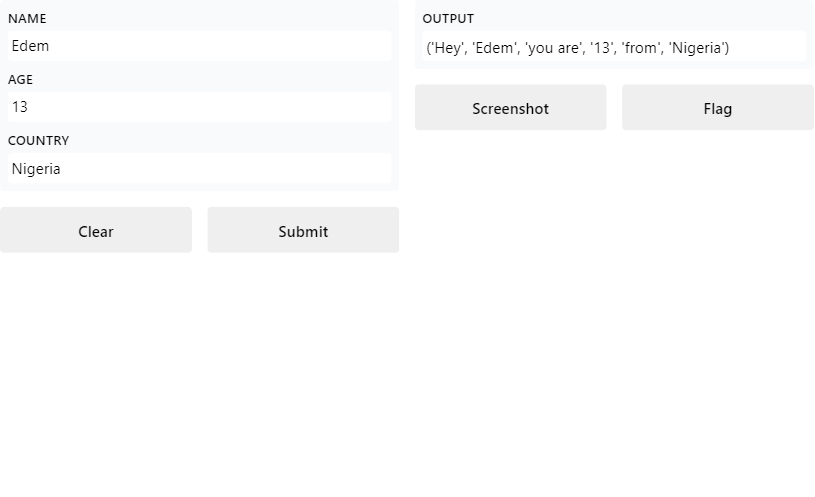 NAME
Edem
AGE
13
COUNTRY
Nigeria
Clear
Submit
OUTPUT
('Hey', 'Edem', 'you are', '13', 'from', 'Nigeria')
Screenshot
Flag